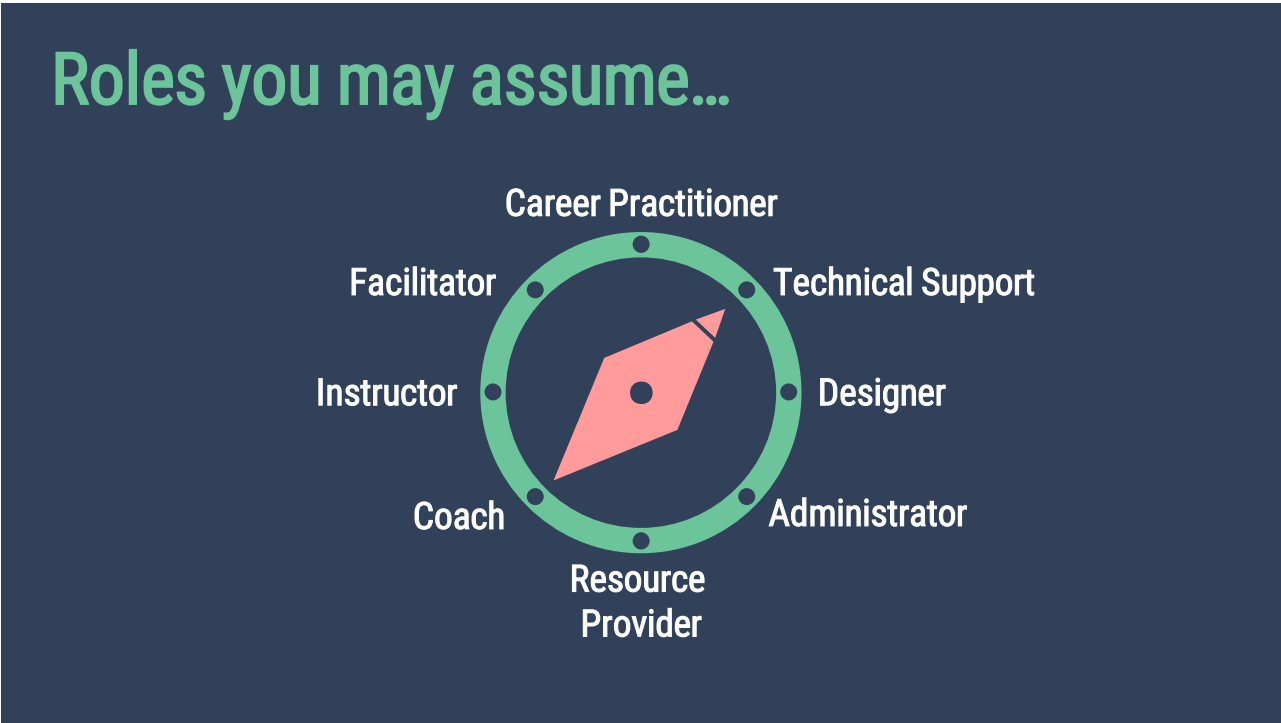 Roles you may assume…
Career Practitioner
Facilitator
Technical Support
Instructor
Designer
Coach
Administrator
Resource
Provider